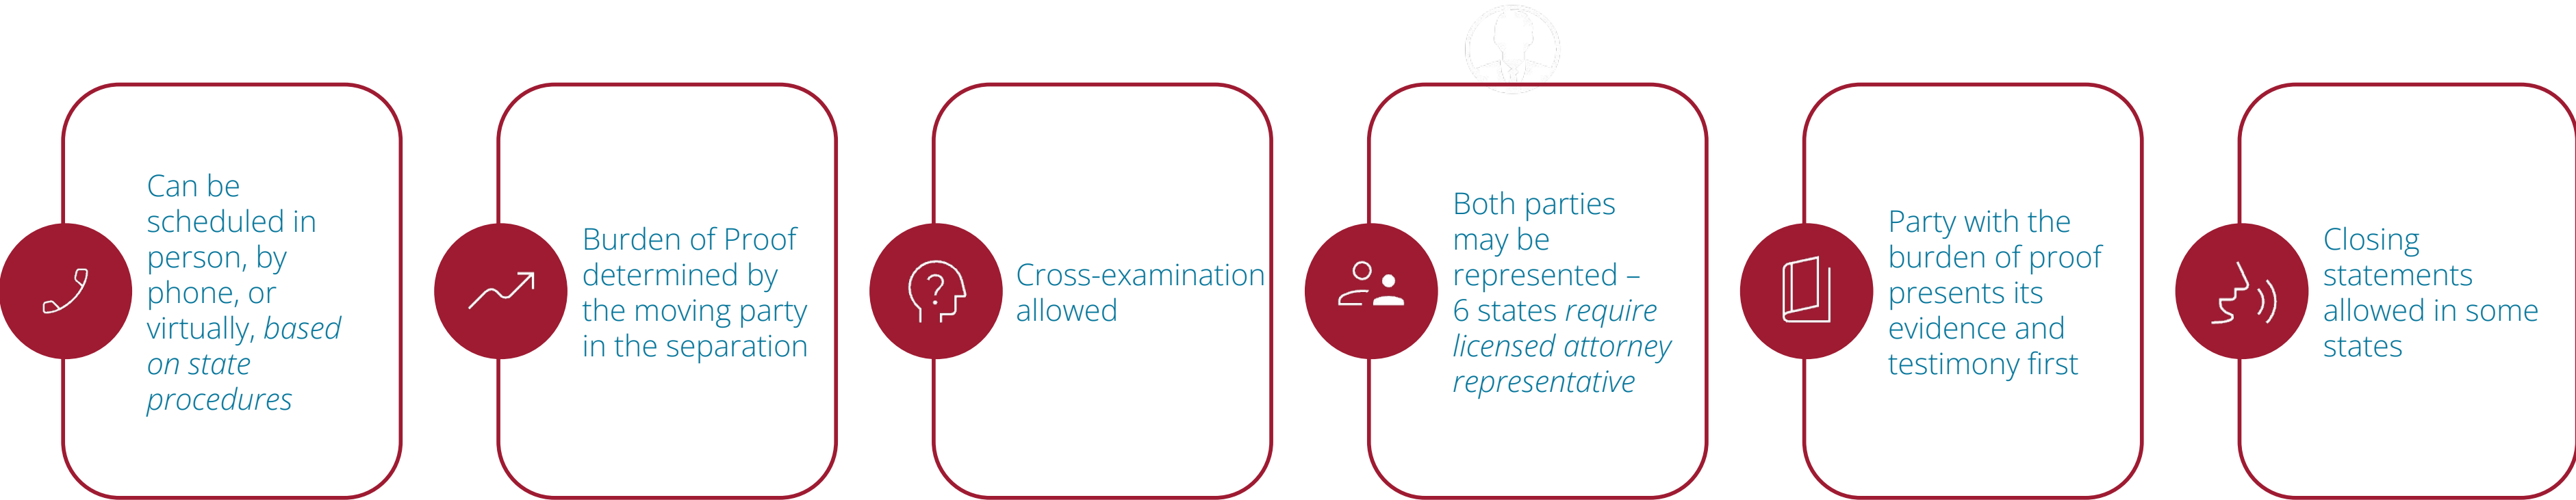 Can be
scheduled in
person, by
phone, or
virtually, based
on state
procedures
Burden of Proof
determined by
the moving party
in the separation
Cross-examination
allowed
Both parties
may be
represented –
6 states require
licensed attorney
representative
Party with the
burden of proof
presents its
evidence and
testimony first
Closing
statements
allowed in some
states